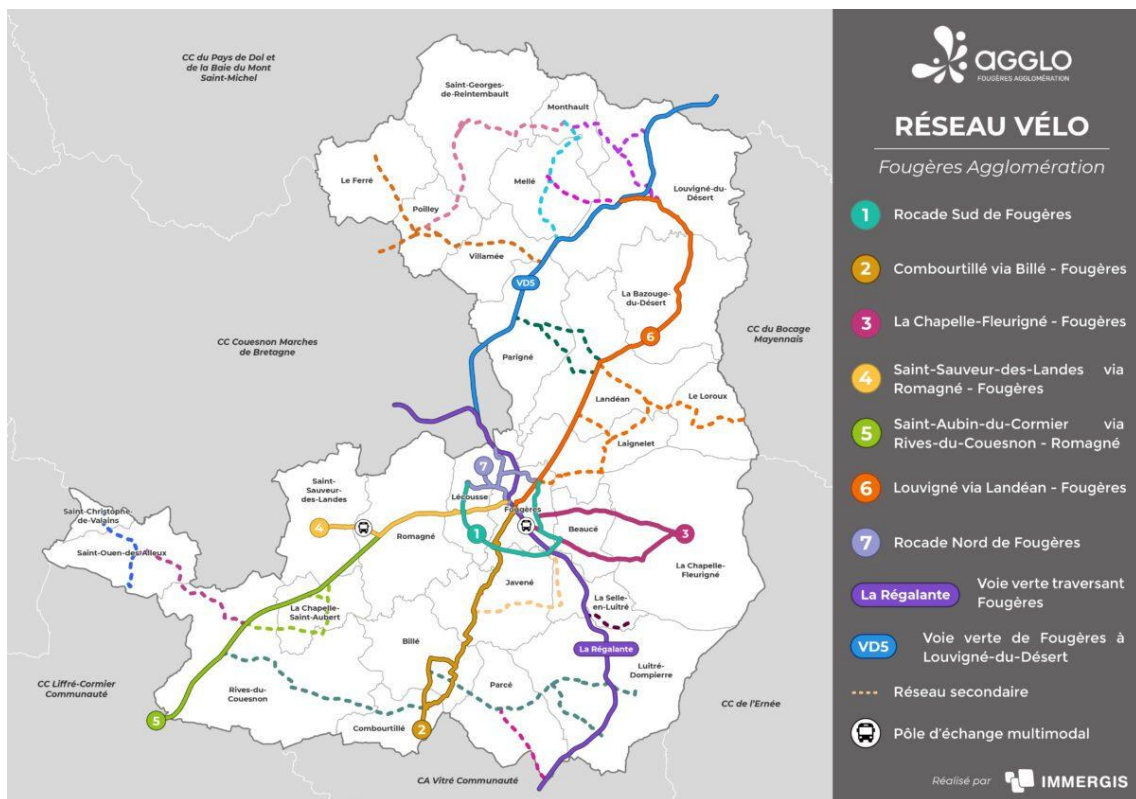 CC du Pays de Dol et
de la Baie du Mont
Saint-Michel
Saint-Georges-
de-Reintembault
Monthault
Le Ferré
Mellé
Louvigné-du-
Désert
Poilley
Villamée
VD5
La Bazouge-
du-Désert
CC Couesnon Marches
de Bretagne
CC du Bocage
Mayennais
6
Parigné
Landéan
Le Loroux
Laignelet
7
Saint-
Sauveur-
des-Landes
Lécousse
Fougères
Saint-Christophe-
de-Valains
4
Romagné
1
Beaucé
3
Saint-Ouen-des-Alleux
La Chapelle-
Fleurigné
Javené
La Selle-
en-Luitré
La Chapelle-
Saint-Aubert
Billé
La Régalante
CC Liffré-Cormier
Communauté
Rives-du-
Couesnon
Parcé
Luitré-
Dompierre
CC de l'Ernée
5
Combourtillé
2
CA Vitré Communauté
AGGLO
FOUGÈRES AGGLOMÉRATION
RÉSEAU VÉLO
Fougères Agglomération
1 Rocade Sud de Fougères
2 Combourtillé via Billé - Fougères
3 La Chapelle-Fleurigné - Fougères
4 Saint-Sauveur-des-Landes via
Romagné - Fougères
5 Saint-Aubin-du-Cormier via
Rives-du-Couesnon - Romagné
6 Louvigné via Landéan - Fougères
7 Rocade Nord de Fougères
La Régalante Voie verte traversant
Fougères
VD5 Voie verte de Fougères à
Louvigné-du-Désert
Réseau secondaire
Pôle d'échange multimodal
Réalisé par IMMERGIS